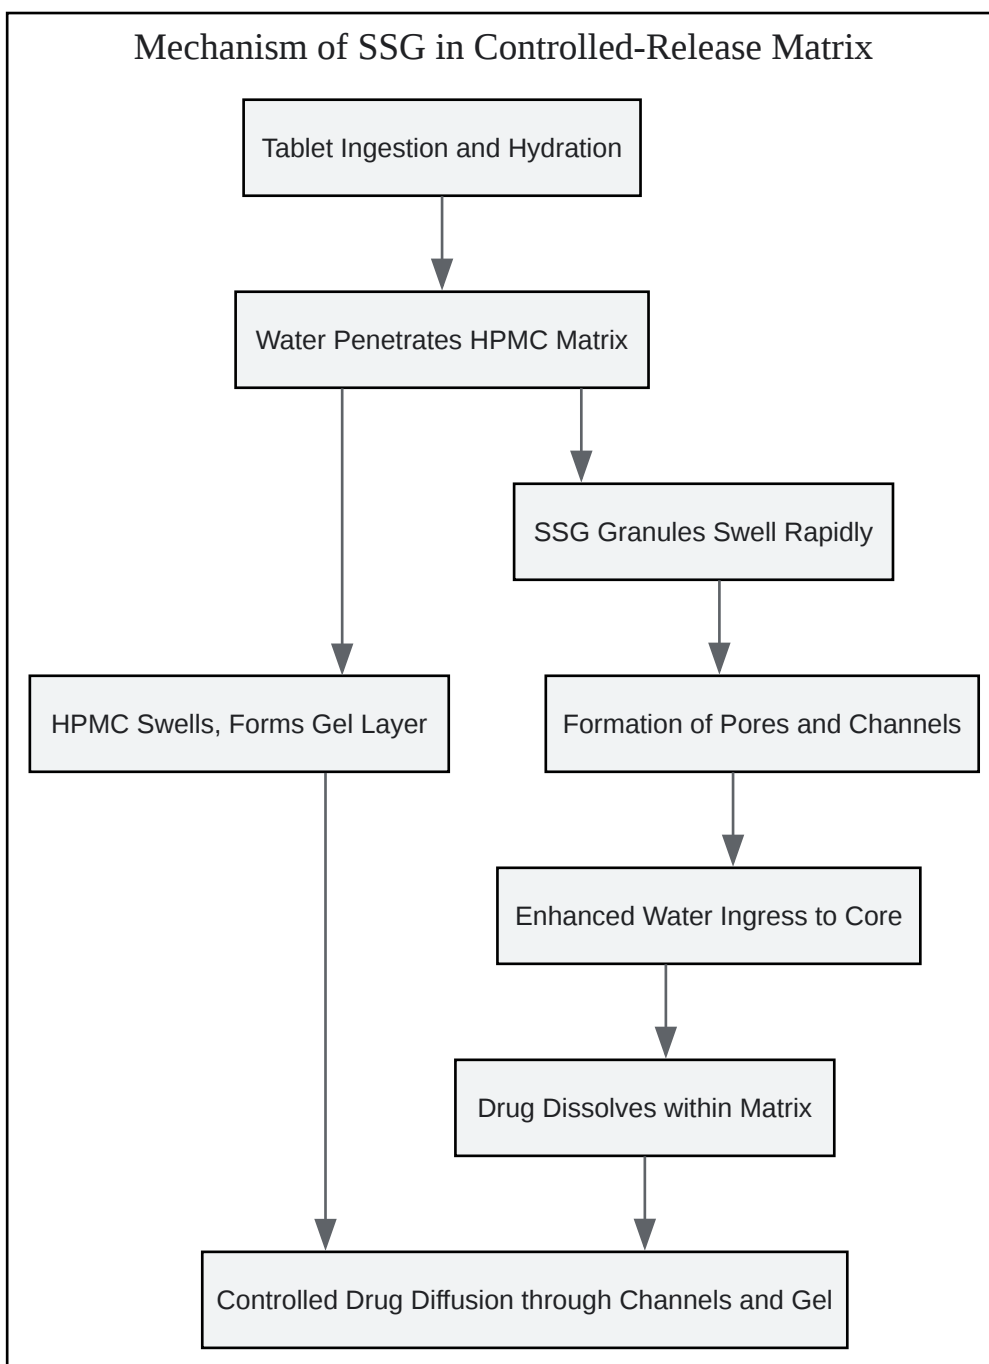 Mechanism of SSG in Controlled-Release Matrix
Tablet Ingestion and Hydration
Water Penetrates HPMC Matrix
SSG Granules Swell Rapidly
HPMC Swells, Forms Gel Layer
Formation of Pores and Channels
Enhanced Water Ingress to Core
Drug Dissolves within Matrix
Controlled Drug Diffusion through Channels and Gel